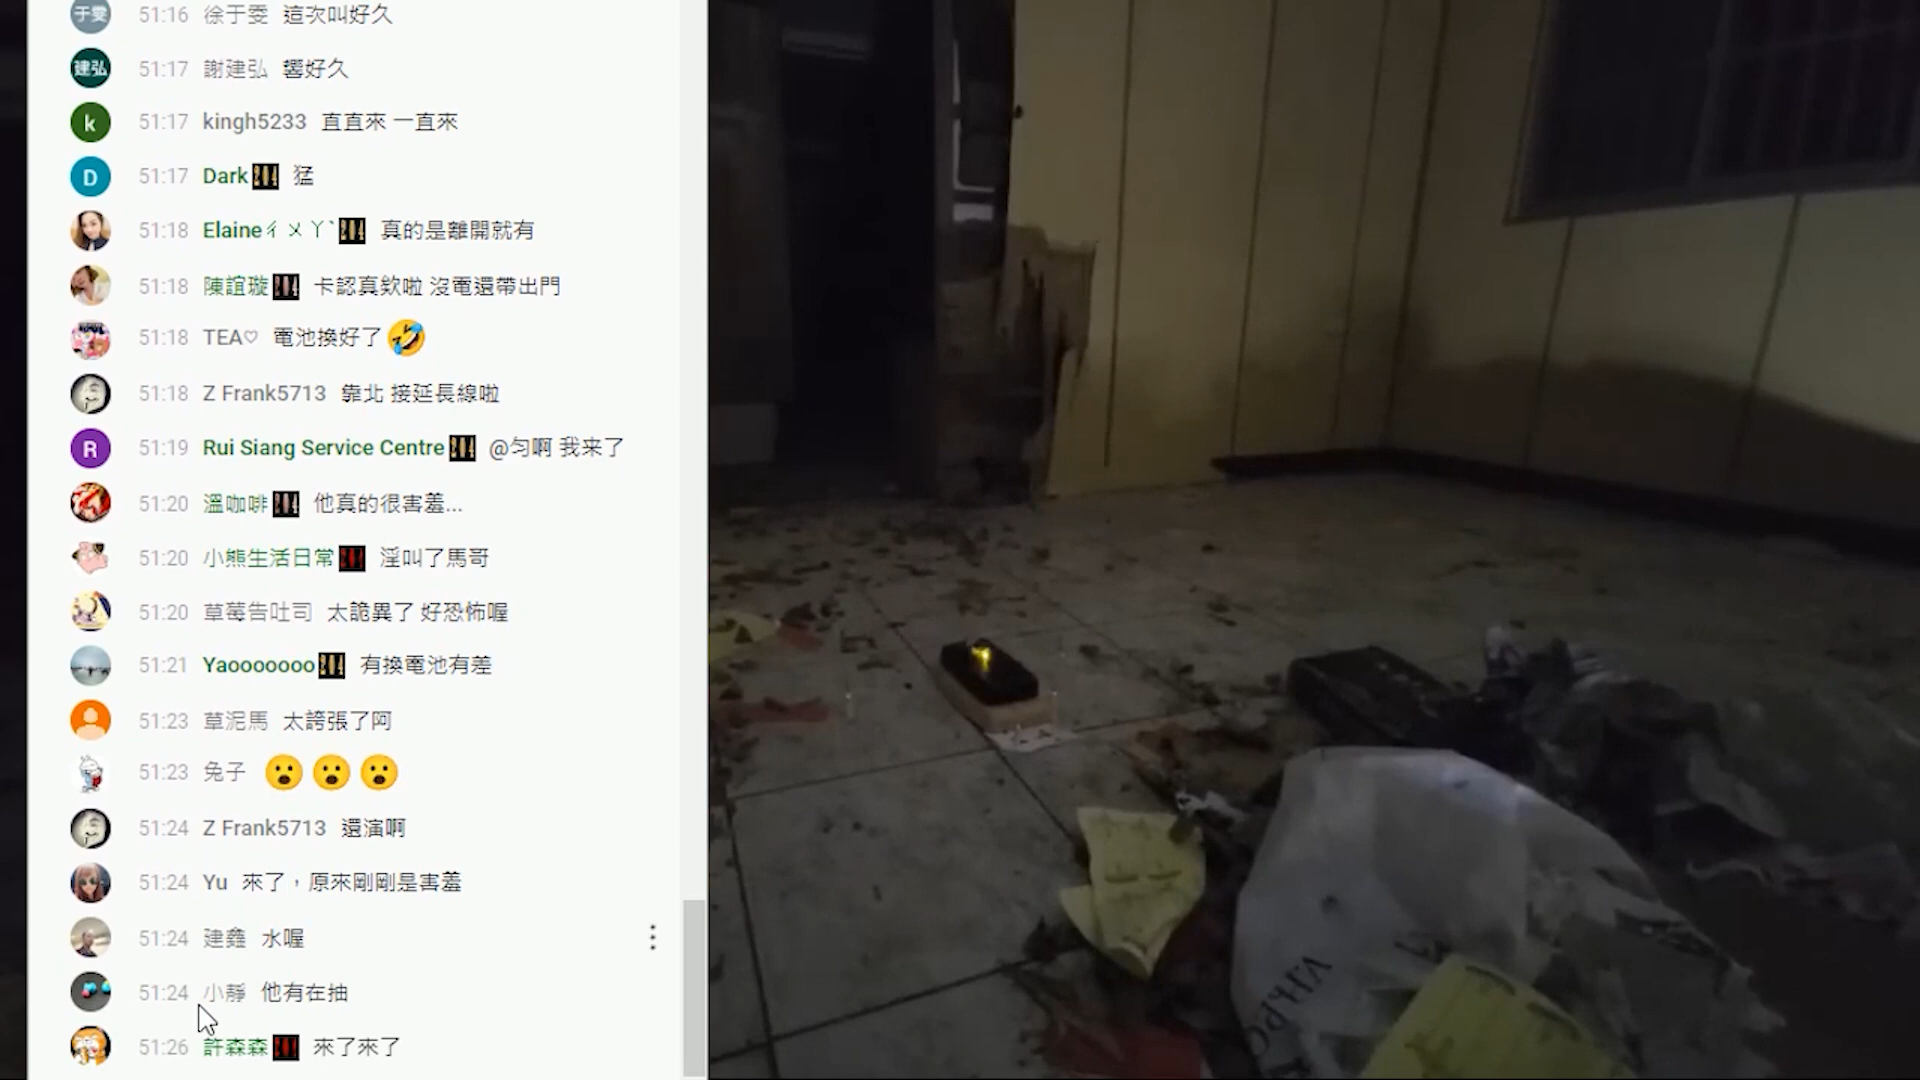 于雯 51:16 徐于雯 這次叫好久
建弘 51:17 謝建弘 響好久
k 51:17 kingh5233 直直來 一直來
D 51:17 Dark 猛
51:18 Elaineㄔㄨㄚˋ 真的是離開就有
51:18 陳誼璇 卡認真欸啦 沒電還帶出門
51:18 TEA♡ 電池換好了🤣
51:18 Z Frank5713 靠北 接延長線啦
R 51:19 Rui Siang Service Centre @匀啊 我来了
51:20 溫咖啡 他真的很害羞...
51:20 小熊生活日常 淫叫了馬哥
51:20 草莓告吐司 太詭異了 好恐怖喔
51:21 Yaooooooo 有換電池有差
51:23 草泥馬 太誇張了阿
51:23 兔子 😮😮😮
51:24 Z Frank5713 還演啊
51:24 Yu 來了，原來剛剛是害羞
51:24 建鑫 水喔
51:24 小靜 他有在抽
51:26 許森森 來了來了